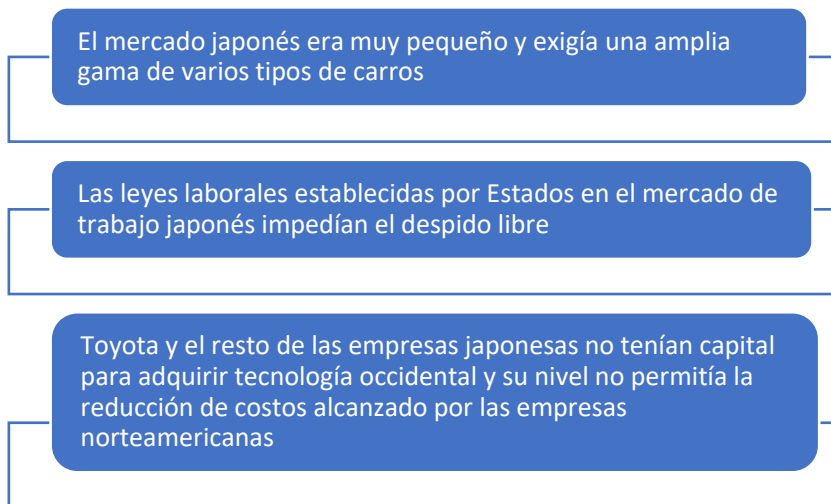 El mercado japonés era muy pequeño y exigía una amplia
gama de varios tipos de carros
Las leyes laborales establecidas por Estados en el mercado de
trabajo japonés impedían el despido libre
Toyota y el resto de las empresas japonesas no tenían capital
para adquirir tecnología occidental y su nivel no permitía la
reducción de costos alcanzado por las empresas
norteamericanas